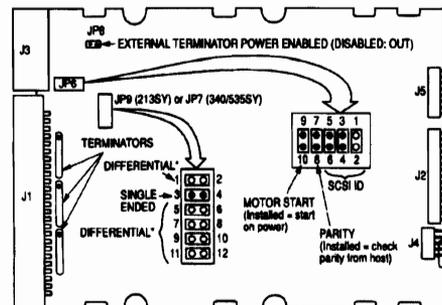 JP8
J3
EXTERNAL TERMINATOR POWER ENABLED (DISABLED: OUT)
JP6
JP9 (213SY) or JP7 (340/535SY)
J5
9 7 5 3 1
10 8 6 4 2
TERMINATORS
DIFFERENTIAL*
1 2
SINGLE
ENDED
3 4
5 6
DIFFERENTIAL*
7 8
9 10
11 12
J1
SCSI ID
MOTOR START
(Installed = start
on power)
PARITY
(Installed = check
parity from host)
J2
J4